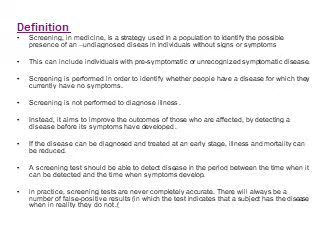 Definition
• Screening, in medicine, is a strategy used in a population to identify the possible
presence of an –undiagnosed diseas in individuals without signs or symptoms
• This can include individuals with pre-symptomatic or unrecognized symptomatic disease.
• Screening is performed in order to identify whether people have a disease for which they
currently have no symptoms.
• Screening is not performed to diagnose illness.
• Instead, it aims to improve the outcomes of those who are affected, by detecting a
disease before its symptoms have developed.
• If the disease can be diagnosed and treated at an early stage, illness and mortality can
be reduced.
• A screening test should be able to detect disease in the period between the time when it
can be detected and the time when symptoms develop.
• In practice, screening tests are never completely accurate. There will always be a
number of false-positive results (in which the test indicates that a subject has the disease
when in reality they do not.(